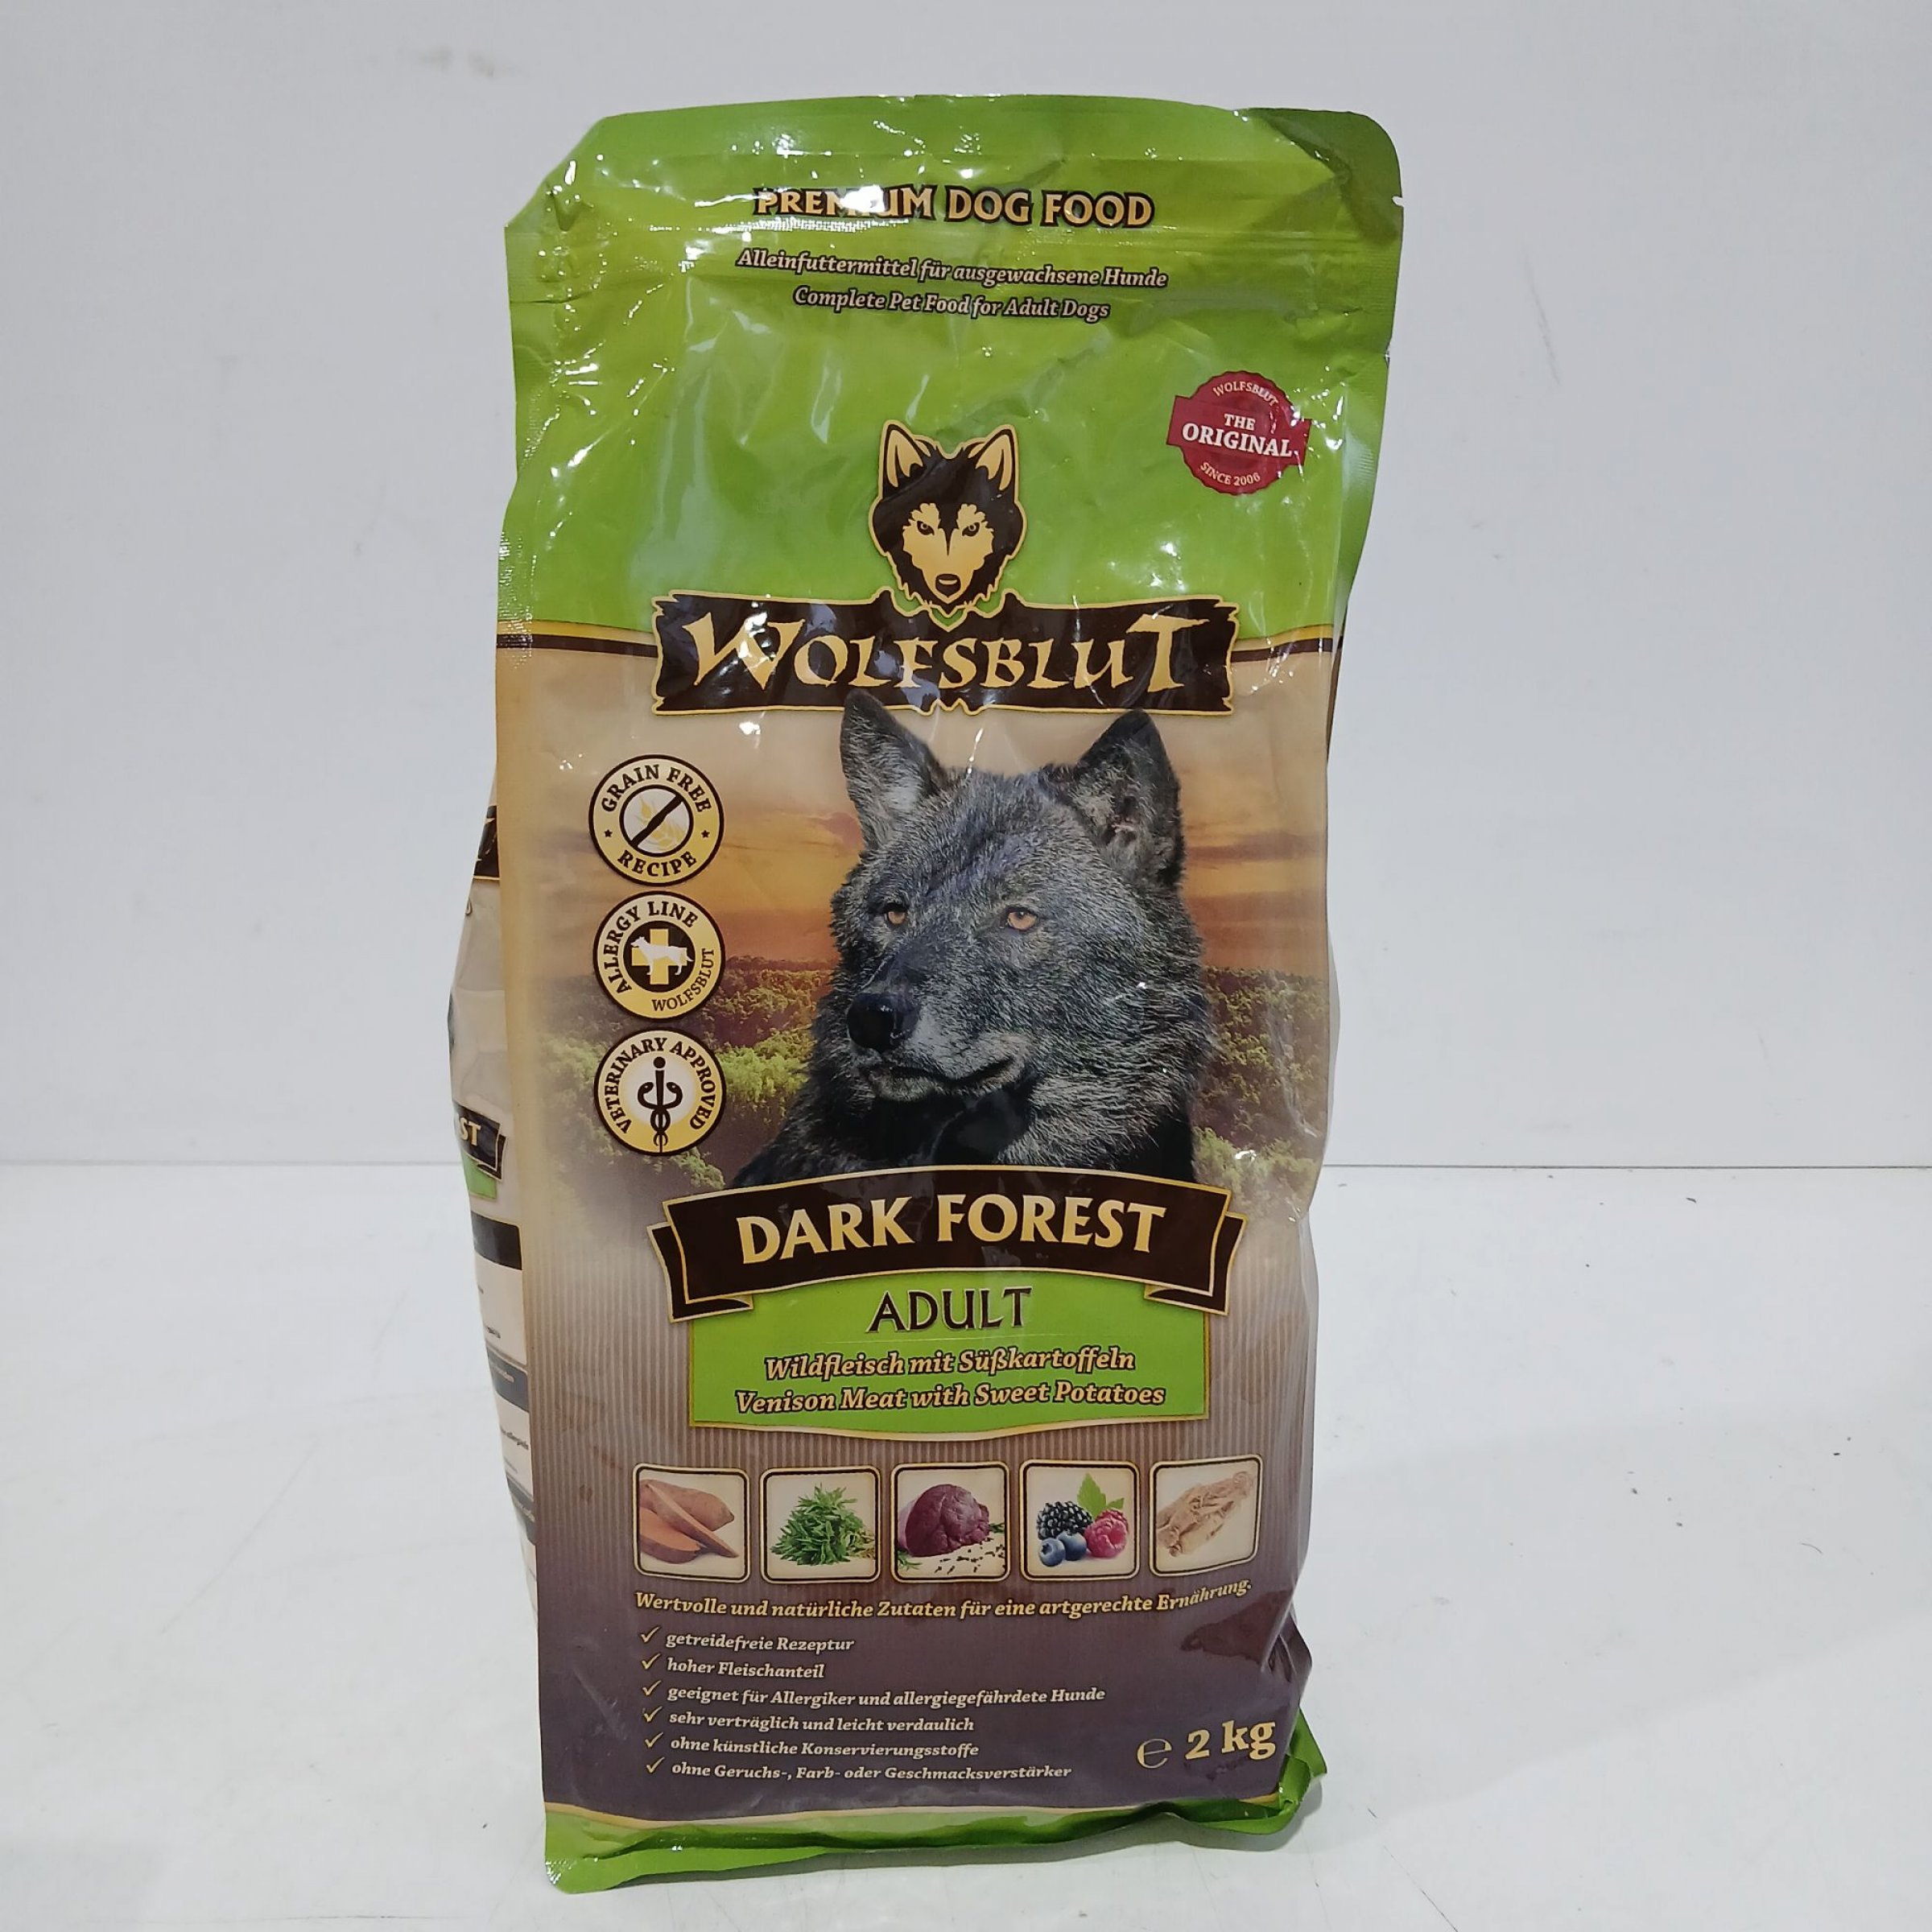 PREMIUM DOG FOOD
Alleinfuttermittel für ausgewachsene Hunde
Complete Pet Food for Adult Dogs
WOLFSBLUT
THE
ORIGINAL
SINCE 2006
WOLFSBLUT
GRAIN FREE
RECIPE
ALLERGY LINE
WOLFSBLUT
VETERINARY APPROVED
DARK FOREST
ADULT
Wildfleisch mit Süßkartoffeln
Venison Meat with Sweet Potatoes
Wertvolle und natürliche Zutaten für eine artgerechte Ernährung.
✓ getreidefreie Rezeptur
✓ hoher Fleischanteil
✓ geeignet für Allergiker und allergiegefährdete Hunde
✓ sehr verträglich und leicht verdaulich
✓ ohne künstliche Konservierungsstoffe
✓ ohne Geruchs-, Farb- oder Geschmacksverstärker
℮ 2 kg
ST